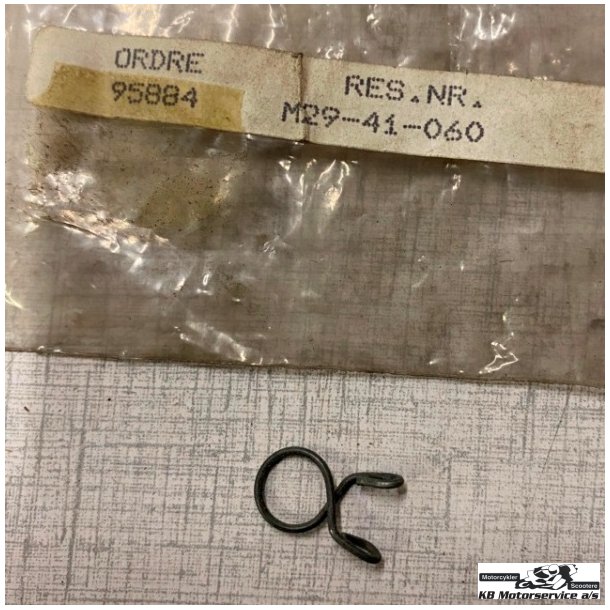 ORDRE
95884
RES.NR.
M29-41-060
Motorcykler
Scootere
KB Motorservice a/s